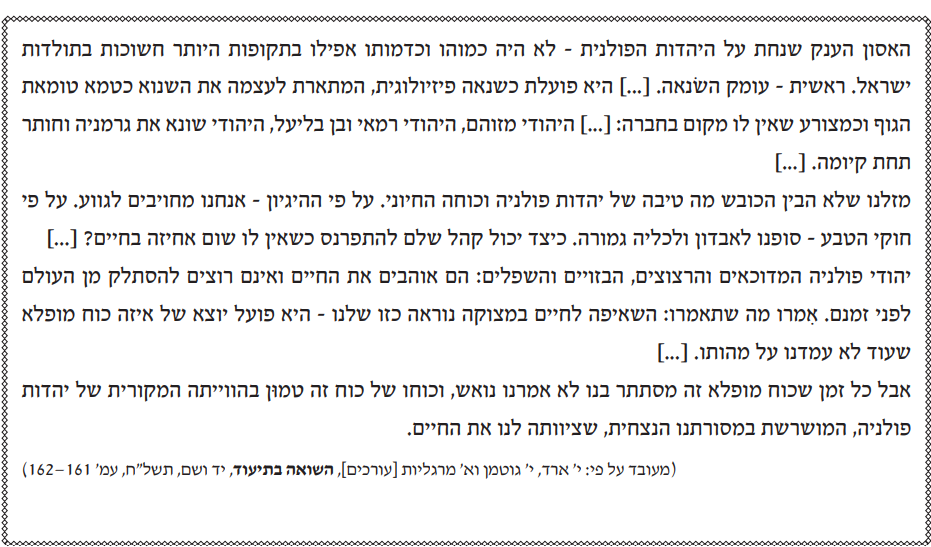 האסון הענק שנחת על היהדות הפולנית - לא היה כמוהו וכדמותו אפילו בתקופות היותר חשוכות בתולדות
ישראל. ראשית - עומק השׂנאה. [...] היא פועלת כשנאה פיזיולוגית, המתארת לעצמה את השנוא כטמא טומאת
הגוף וכמצורע שאין לו מקום בחברה: [...] היהודי מזוהם, היהודי רמאי ובן בליעל, היהודי שונא את גרמניה וחותר
תחת קיומה. [...]
מזלנו שלא הבין הכובש מה טיבה של יהדות פולניה וכוחה החיוני. על פי ההיגיון - אנחנו מחויבים לגווע. על פי
חוקי הטבע - סופנו לאבדון ולכליה גמורה. כיצד יכול קהל שלם להתפרנס כשאין לו שום אחיזה בחיים? [...]
יהודי פולניה המדוכאים והרצוצים, הבזויים והשפלים: הם אוהבים את החיים ואינם רוצים להסתלק מן העולם
לפני זמנם. אִמרו מה שתאמרו: השאיפה לחיים במצוקה נוראה כזו שלנו - היא פועל יוצא של איזה כוח מופלא
שעוד לא עמדנו על מהותו. [...]
אבל כל זמן שכוח מופלא זה מסתתר בנו לא אמרנו נואש, וכוחו של כוח זה טמוּן בהווייתה המקורית של יהדות
פולניה, המושרשת במסורתנו הנצחית, שציוותה לנו את החיים.
(מעובד על פי: י' ארד, י' גוטמן וא' מרגליות [עורכים], השואה בתיעוד, יד ושם, תשל"ח, עמ' 161–162)